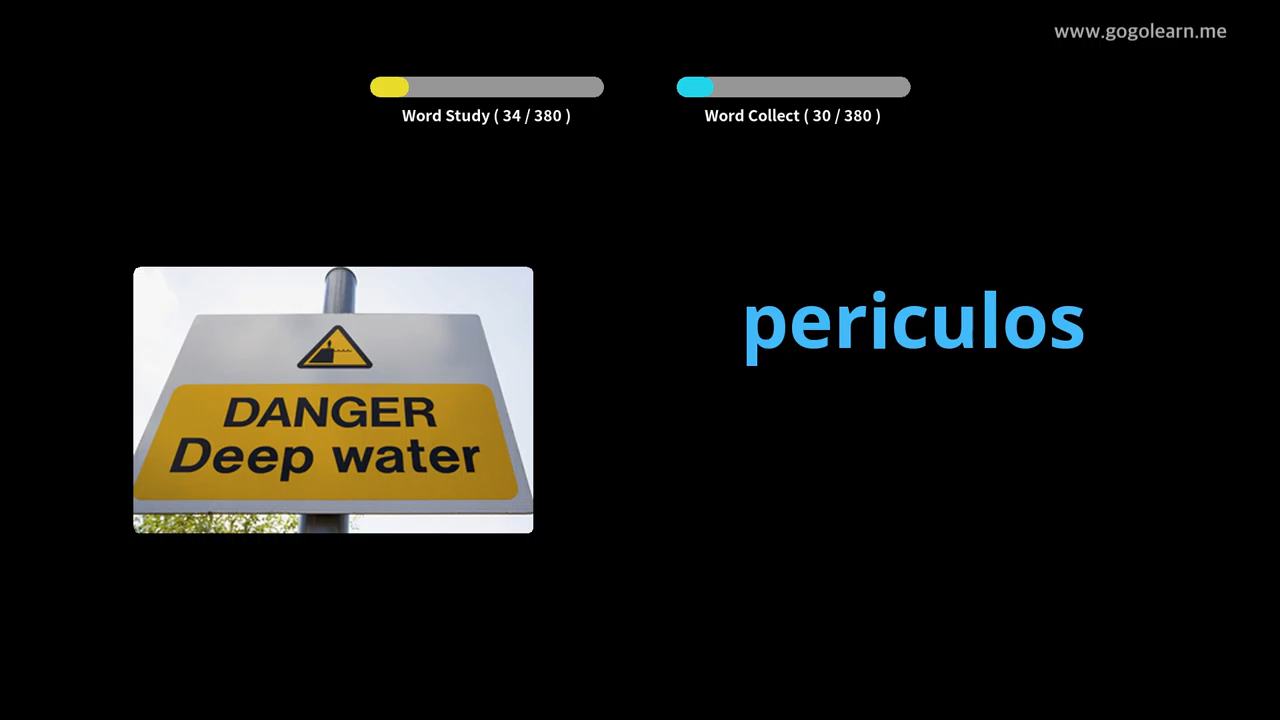 www.gogolearn.me
Word Study ( 34 / 380 )
Word Collect ( 30 / 380 )
periculos
DANGER
Deep water